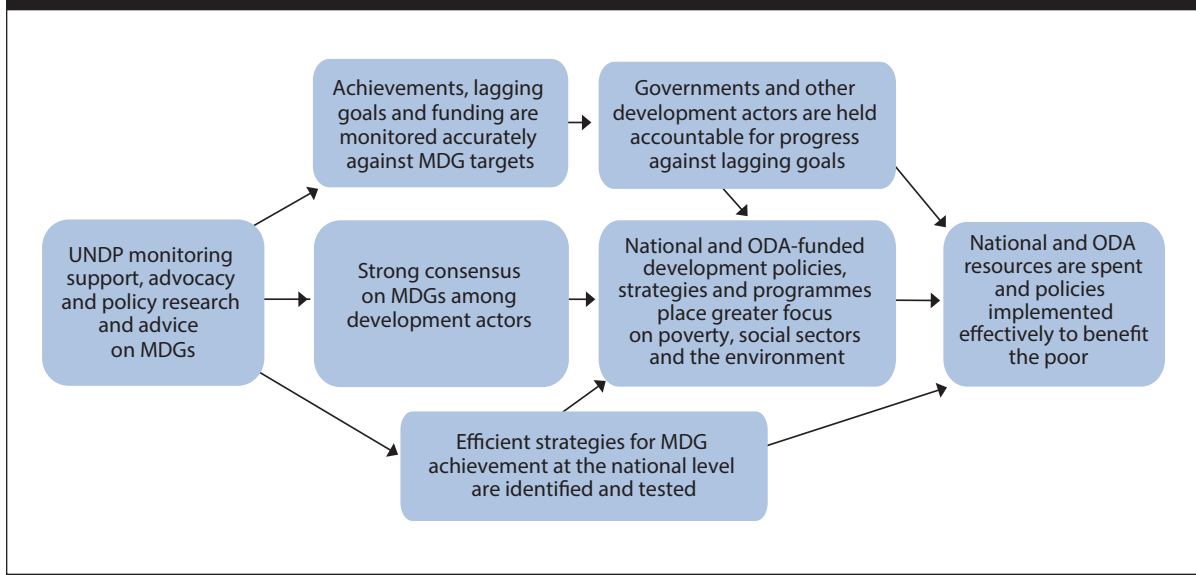 Achievements, lagging
goals and funding are
monitored accurately
against MDG targets
Governments and other
development actors are held
accountable for progress
against lagging goals
UNDP monitoring
support, advocacy
and policy research
and advice
on MDGs
Strong consensus
on MDGs among
development actors
National and ODA-funded
development policies,
strategies and programmes
place greater focus
on poverty, social sectors
and the environment
National and ODA
resources are spent
and policies
implemented
effectively to benefit
the poor
Efficient strategies for MDG
achievement at the national level
are identified and tested